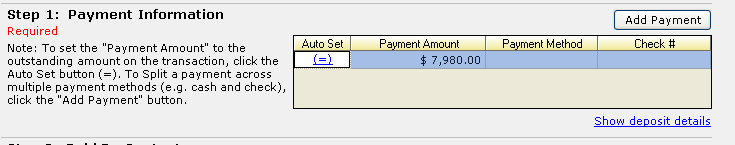 Step 1:  Payment Information
Add Payment
Required
Note: To set the "Payment Amount" to the
outstanding amount on the transaction, click the
Auto Set button (=). To Split a payment across
multiple payment methods (e.g. cash and check),
click the "Add Payment" button.
Auto Set Payment Amount Payment Method Check #
(=) $ 7,980.00
Show deposit details